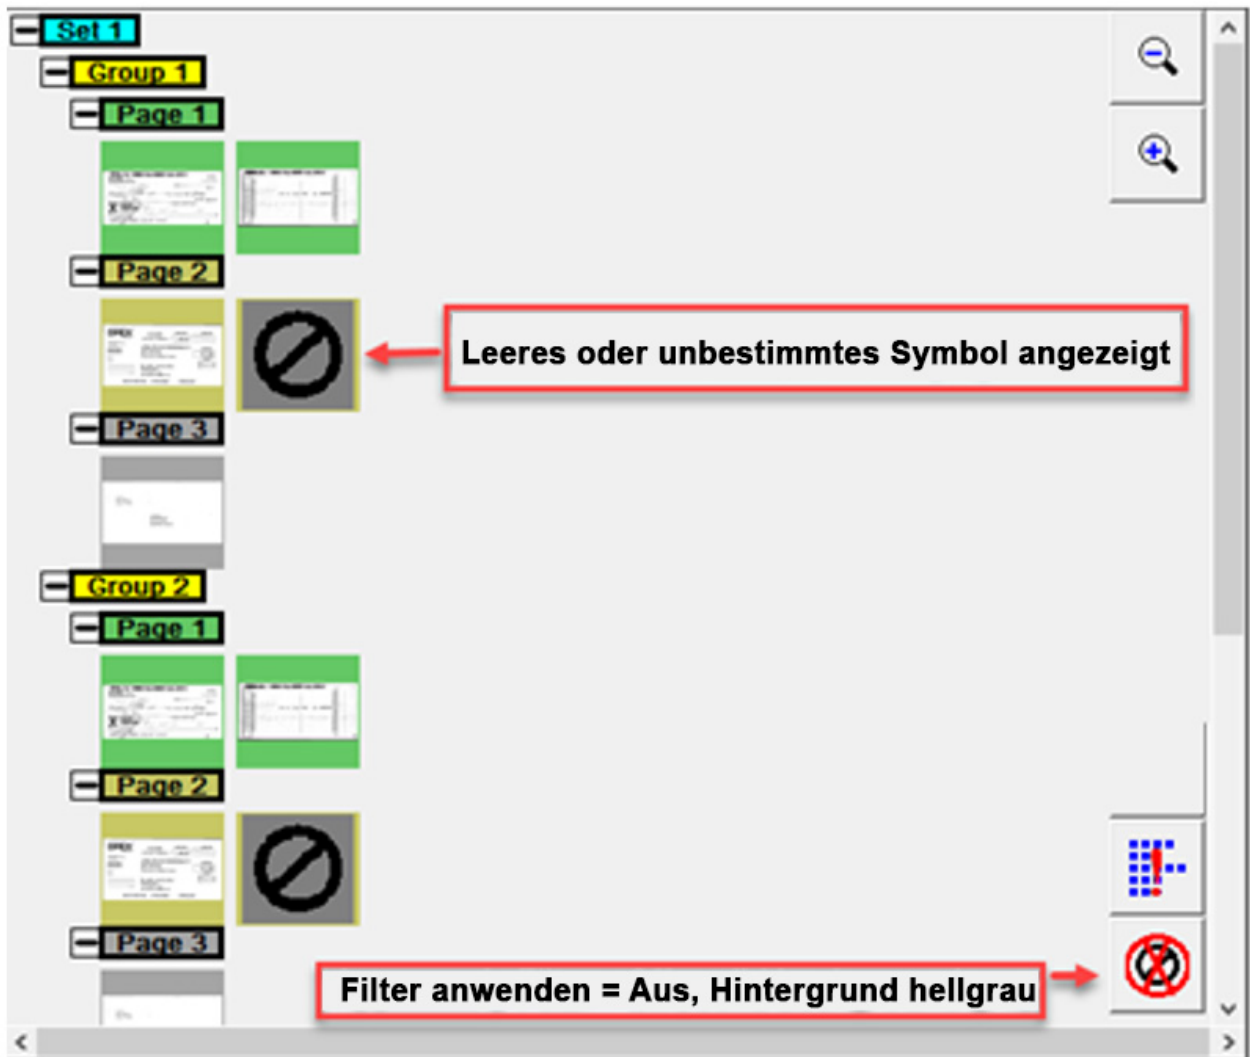 Set 1
Group 1
Page 1
Page 2
Leeres oder unbestimmtes Symbol angezeigt
Page 3
Group 2
Page 1
Page 2
Page 3
Filter anwenden = Aus, Hintergrund hellgrau